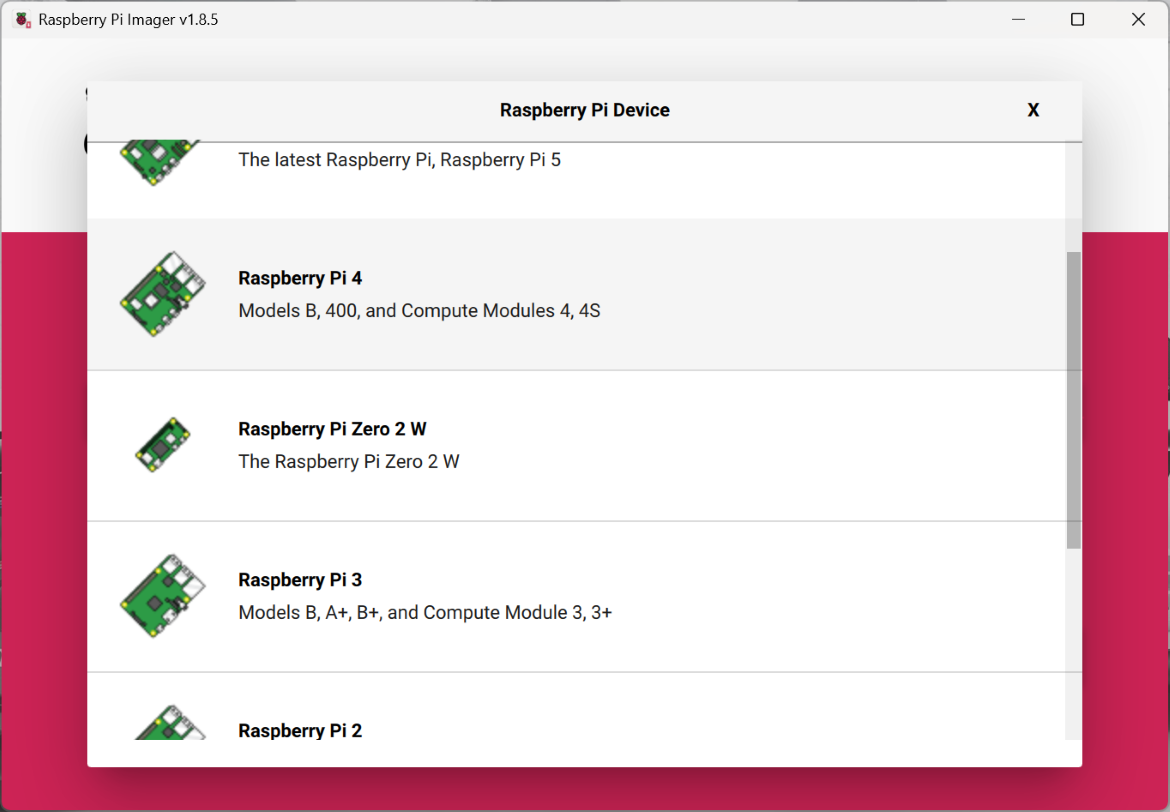 Raspberry Pi Imager v1.8.5
Raspberry Pi Device
X
The latest Raspberry Pi, Raspberry Pi 5
Raspberry Pi 4
Models B, 400, and Compute Modules 4, 4S
Raspberry Pi Zero 2 W
The Raspberry Pi Zero 2 W
Raspberry Pi 3
Models B, A+, B+, and Compute Module 3, 3+
Raspberry Pi 2